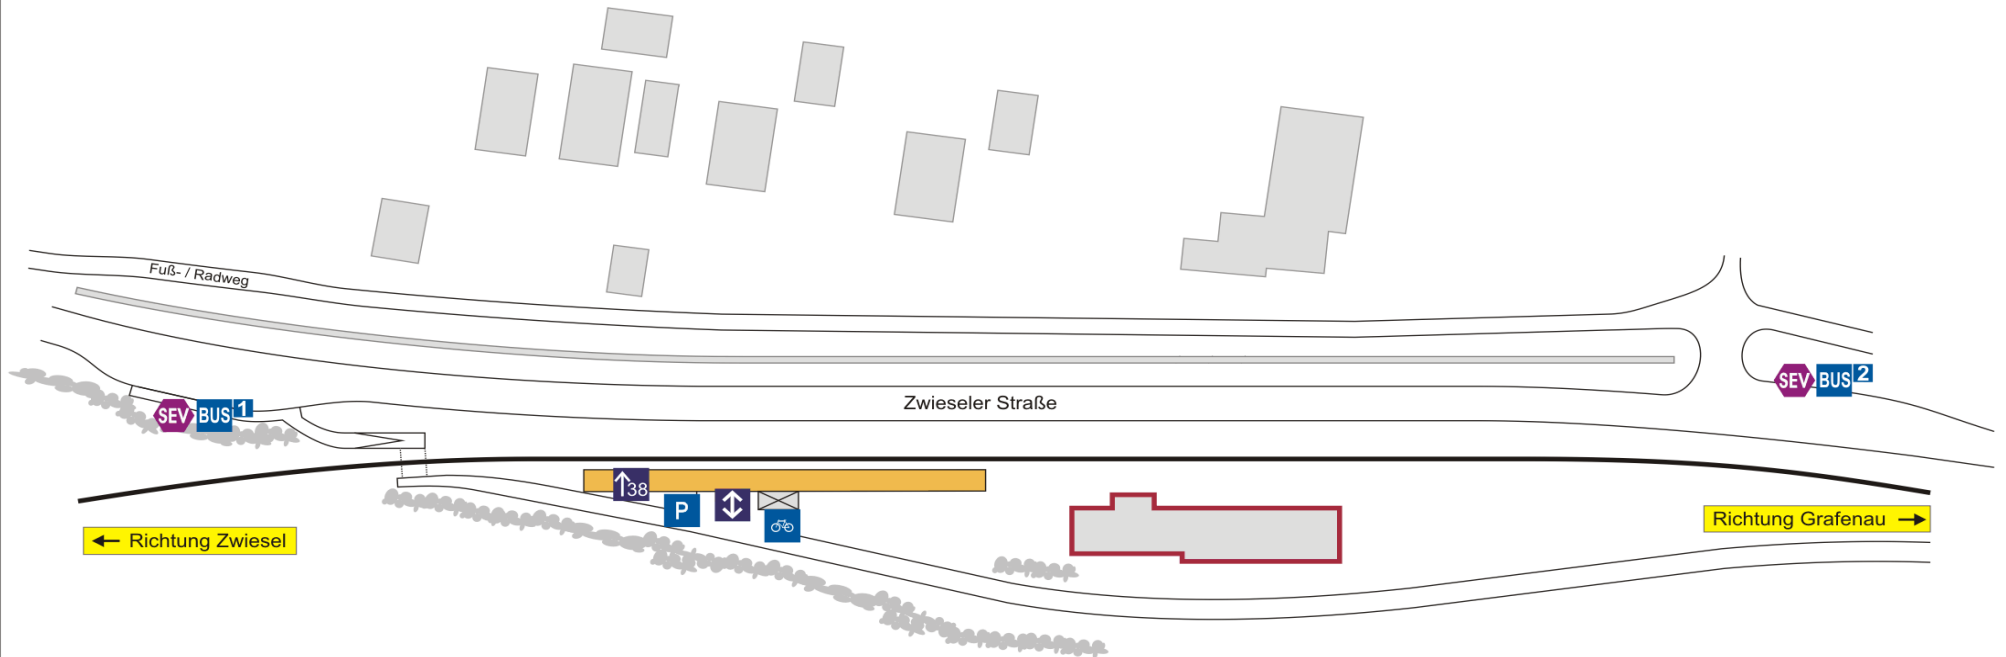 Fuß- / Radweg
SEV BUS 1
SEV BUS 2
Zwieseler Straße
38
P
Richtung Zwiesel
Richtung Grafenau